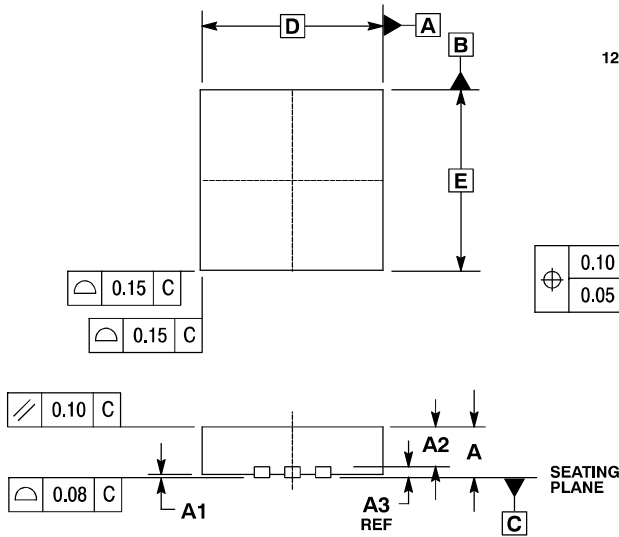 D
A
B
12
E
0.15 C
0.15 C
0.10
0.05
0.10 C
A2
A
0.08 C
A1
A3
REF
SEATING
PLANE
C